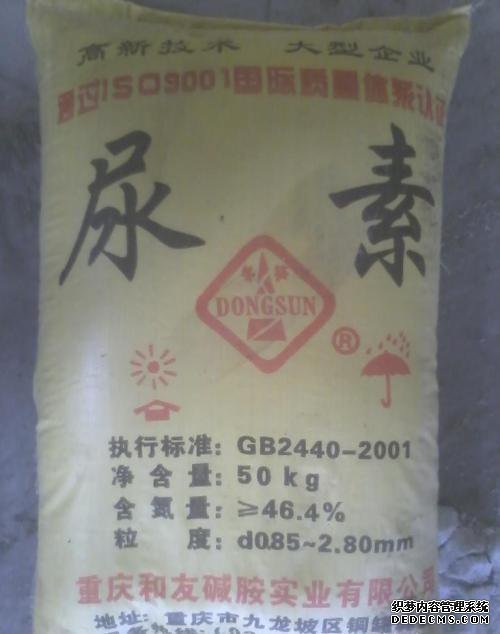 高新技术 大型企业
通过ISO9001国际质量体系认证
尿素
DONGSUN
®
执行标准: GB2440-2001
净含量: 50kg
含氮量: ≥46.4%
粒度: d0.85~2.80mm
重庆和友碱胺实业有限公司
地址: 重庆市九龙坡区铜
内容管理系统